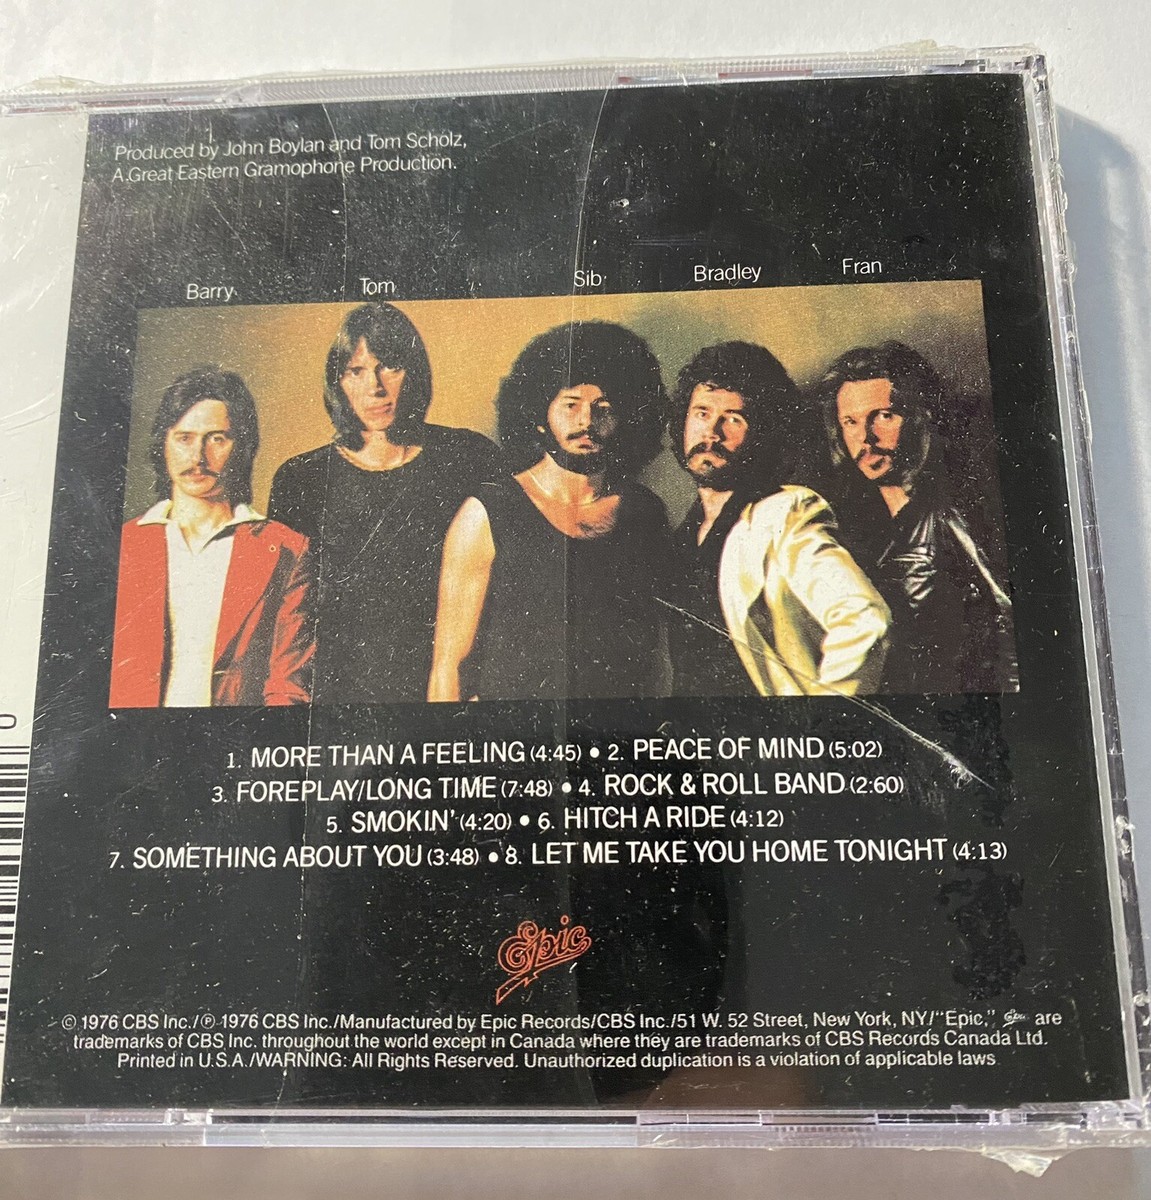 Produced by John Boylan and Tom Scholz,
A Great Eastern Gramophone Production.
Barry Tom Sib Bradley Fran
1. MORE THAN A FEELING (4:45) • 2. PEACE OF MIND (5:02)
3. FOREPLAY/LONG TIME (7:48) • 4. ROCK & ROLL BAND (2:60)
5. SMOKIN' (4:20) • 6. HITCH A RIDE (4:12)
7. SOMETHING ABOUT YOU (3:48) • 8. LET ME TAKE YOU HOME TONIGHT (4:13)
Epic
© 1976 CBS Inc./℗ 1976 CBS Inc./Manufactured by Epic Records/CBS Inc./51 W. 52 Street, New York, NY/"Epic," Epic are
trademarks of CBS Inc. throughout the world except in Canada where they are trademarks of CBS Records Canada Ltd.
Printed in U.S.A./WARNING: All Rights Reserved. Unauthorized duplication is a violation of applicable laws
0